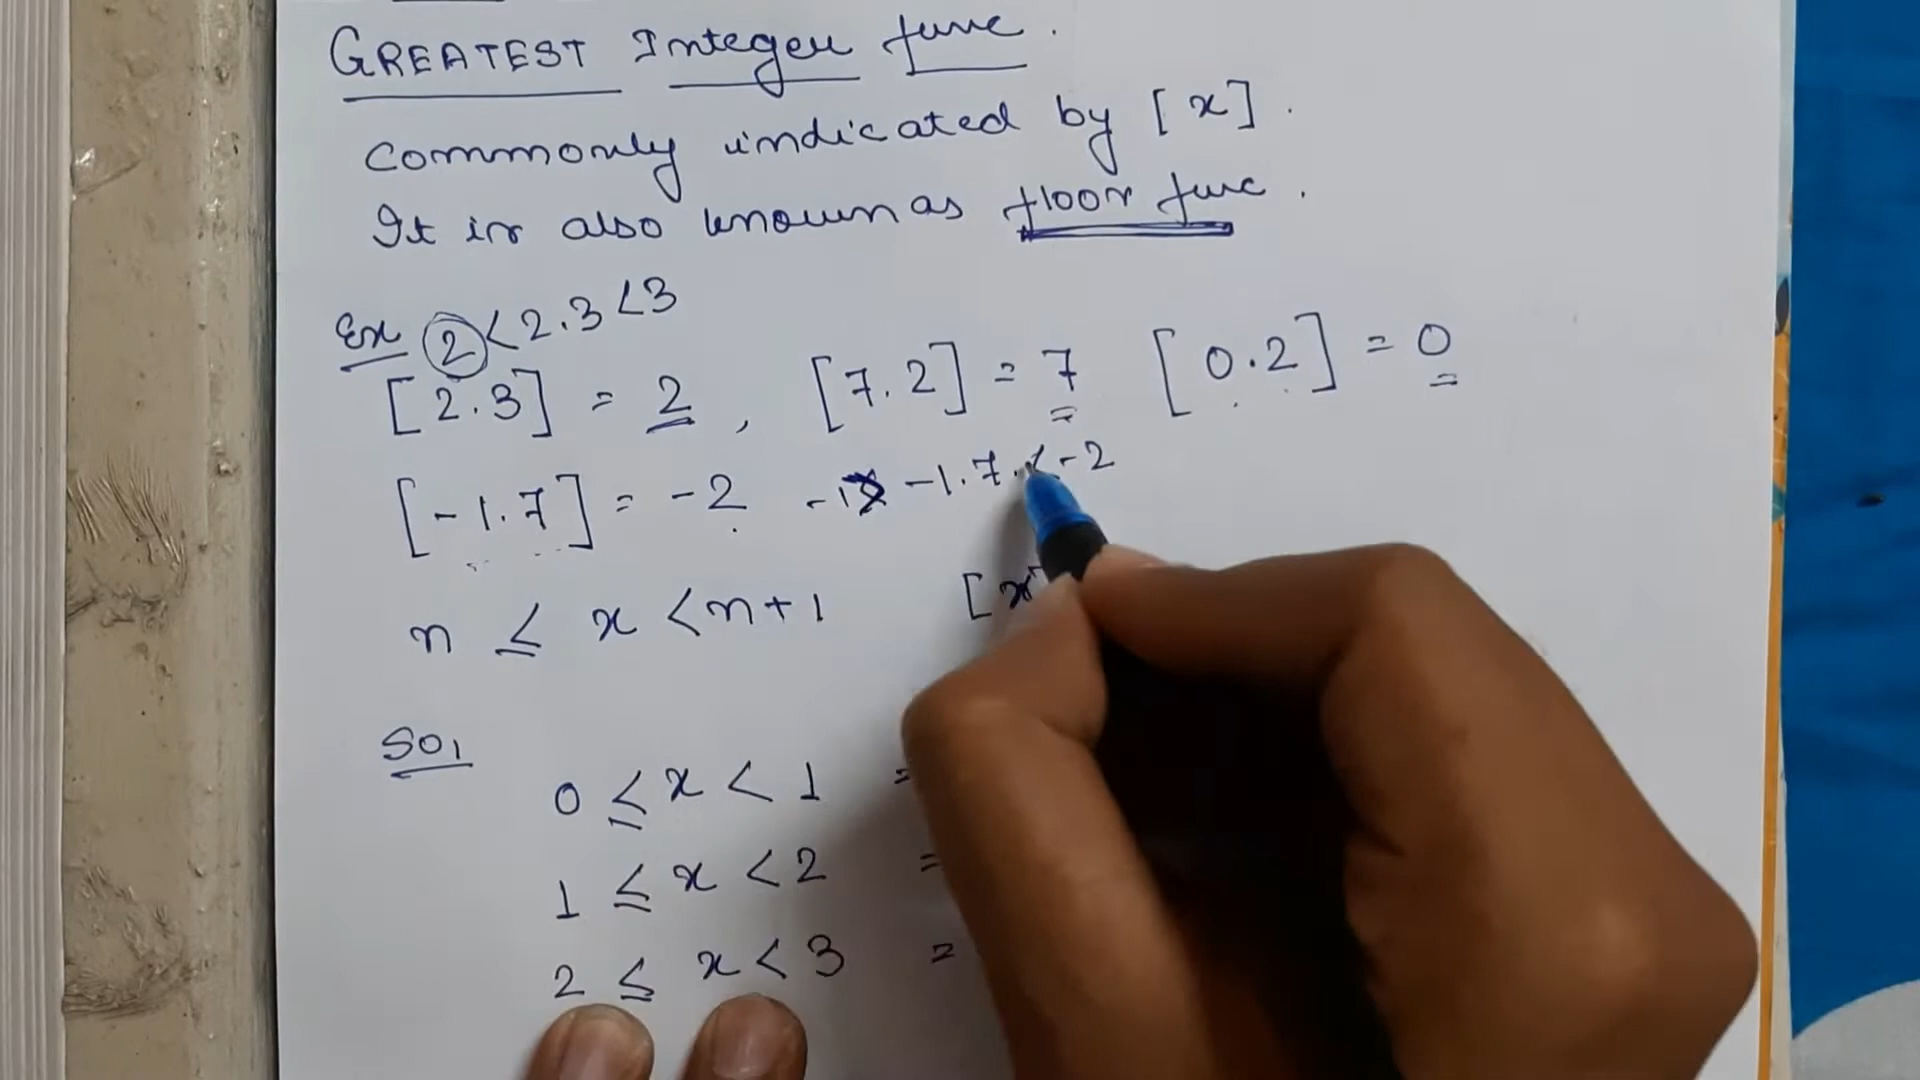 GREATEST Integer func.
Commonly indicated by [x].
It is also known as floor func.
Ex 2 < 2.3 < 3
[2.3] = 2, [7.2] = 7 [0.2] = 0
[-1.7] = -2 -1 -1.7 < -2
n ≤ x < n+1 [x]
So,
0 ≤ x < 1 =
1 ≤ x < 2 =
2 ≤ x < 3 =